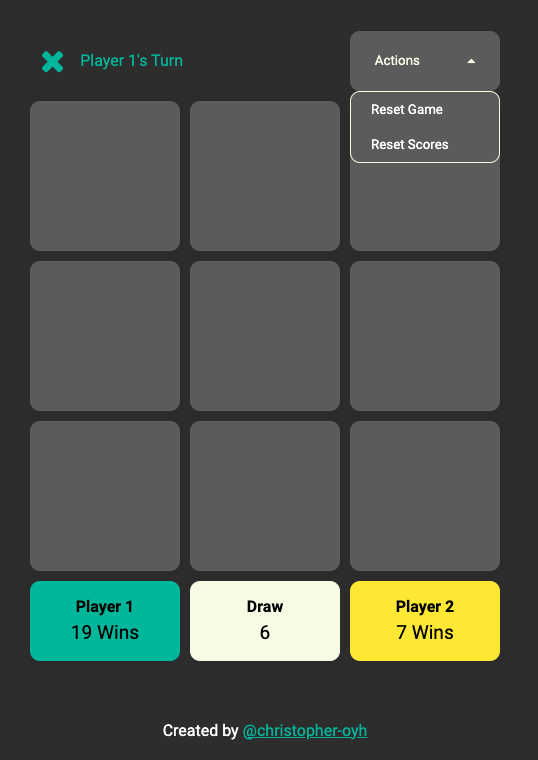 Player 1's Turn
Actions
Reset Game
Reset Scores
Player 1
19 Wins
Draw
6
Player 2
7 Wins
Created by @christopher-oyh